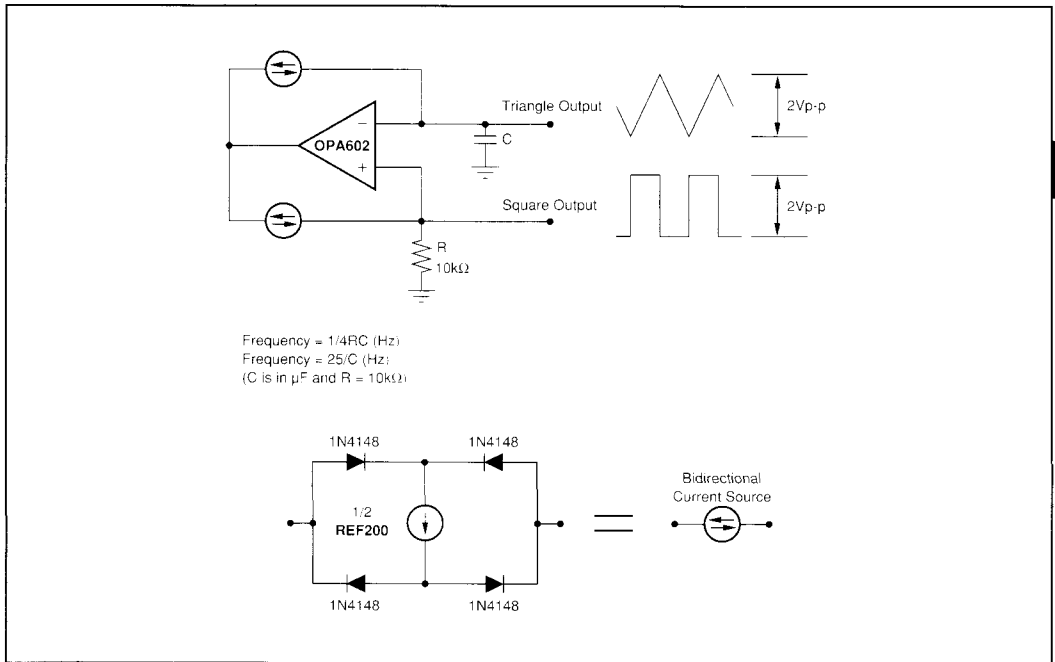 Triangle Output
2Vp-p
−
OPA602
C
+
Square Output
2Vp-p
R
10kΩ
Frequency = 1/4RC (Hz)
Frequency = 25/C (Hz)
(C is in µF and R = 10kΩ)
1N4148
1N4148
Bidirectional
Current Source
1/2
REF200
1N4148
1N4148